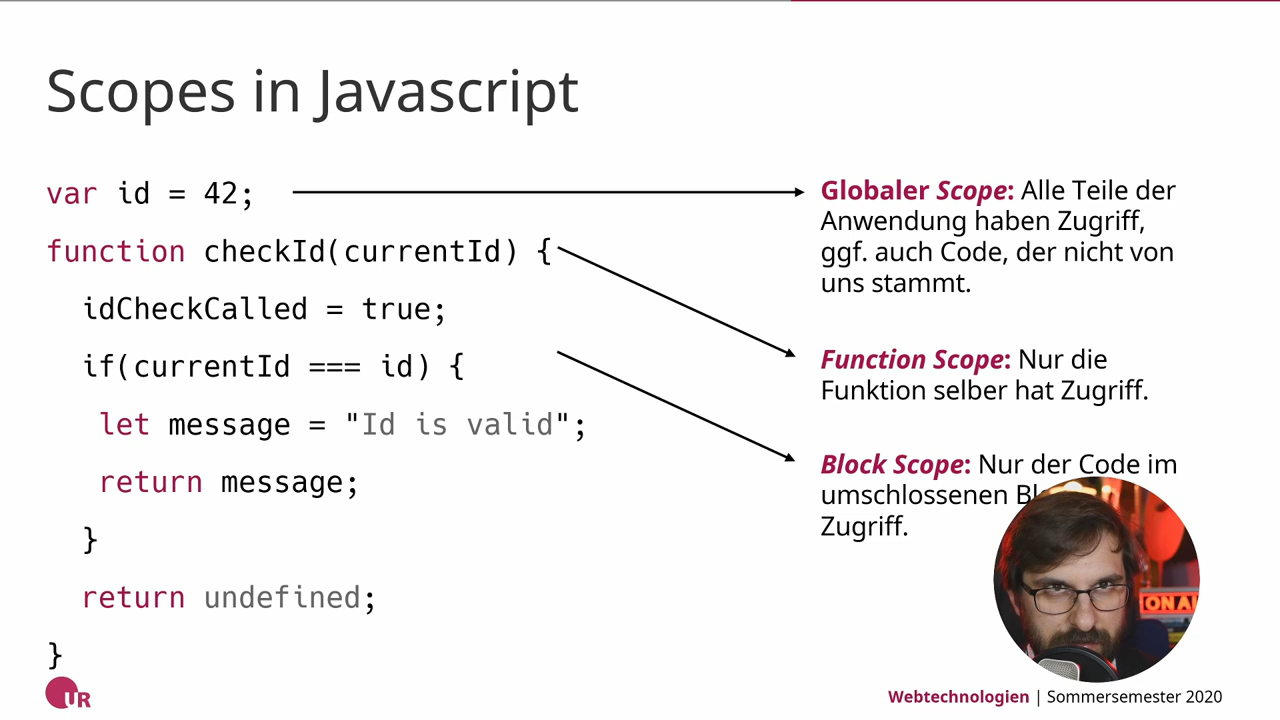 Scopes in Javascript
var id = 42;
function checkId(currentId) {
idCheckCalled = true;
if(currentId === id) {
let message = "Id is valid";
return message;
}
return undefined;
}
Globaler Scope: Alle Teile der
Anwendung haben Zugriff,
ggf. auch Code, der nicht von
uns stammt.
Function Scope: Nur die
Funktion selber hat Zugriff.
Block Scope: Nur der Code im
umschlossenen
Zugriff.
ON
UR
Webtechnologien | Sommersemester 2020